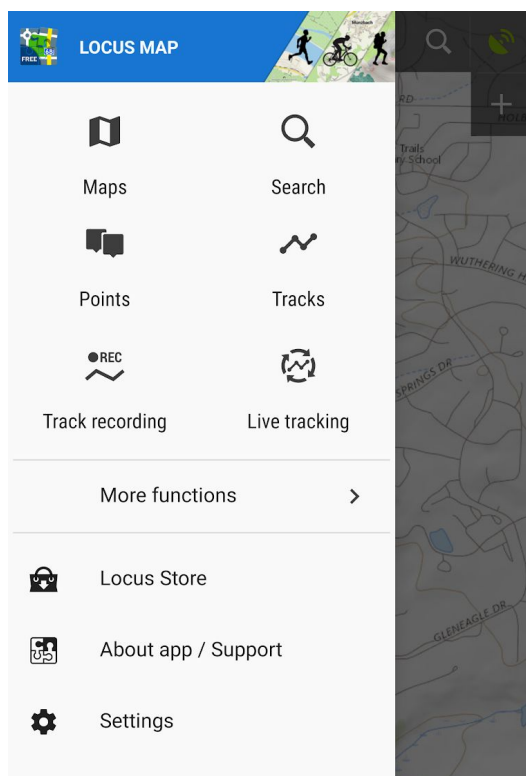 FREE
LOCUS MAP
Maps
Search
Points
Tracks
REC
Track recording
Live tracking
More functions
Locus Store
About app / Support
Settings
RD
Trails
School
WUTHERING
SPRINGS DR
GLENEAGLE DR